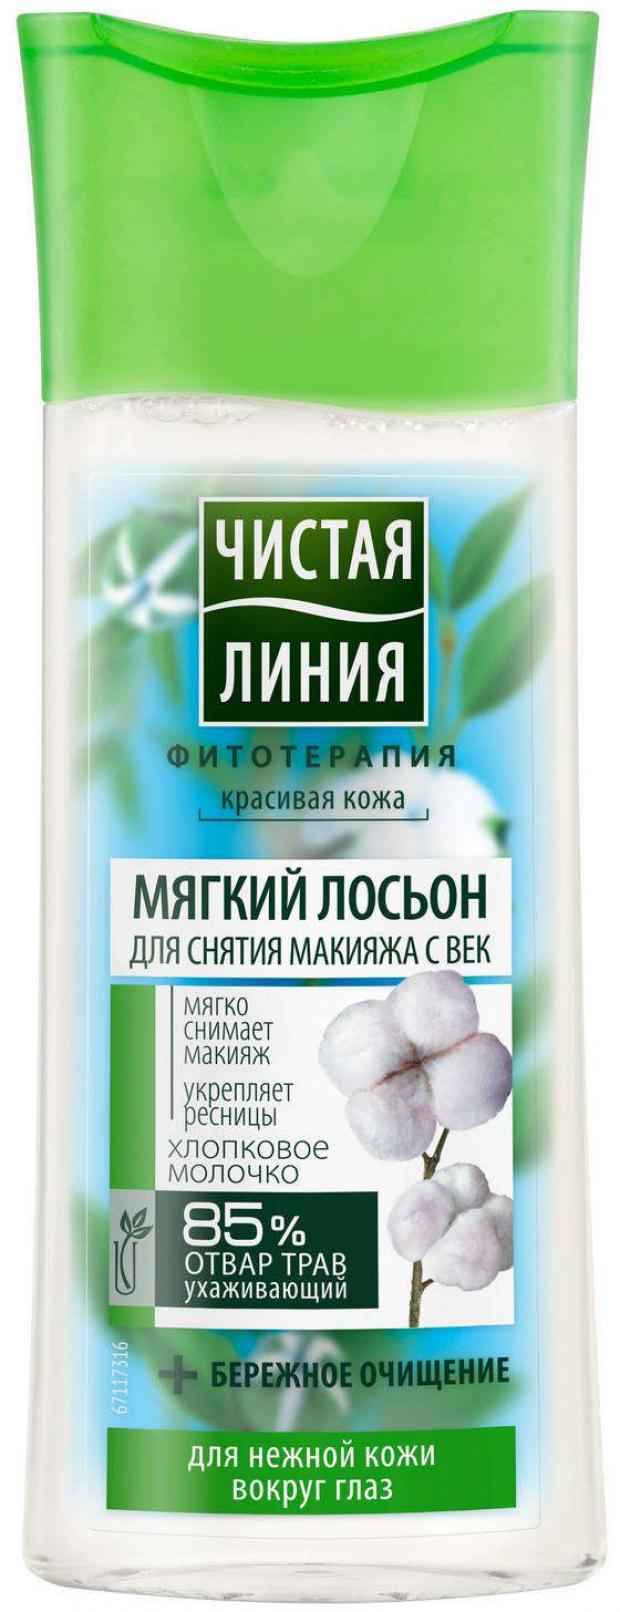 ЧИСТАЯ
ЛИНИЯ
ФИТОТЕРАПИЯ
красивая кожа
МЯГКИЙ ЛОСЬОН
ДЛЯ СНЯТИЯ МАКИЯЖА С ВЕК
мягко
снимает
макияж
укрепляет
ресницы
ХЛОПКОВОЕ
МОЛОЧКО
85%
ОТВАР ТРАВ
ухаживающий
67117316
+ БЕРЕЖНОЕ ОЧИЩЕНИЕ
для нежной кожи
вокруг глаз